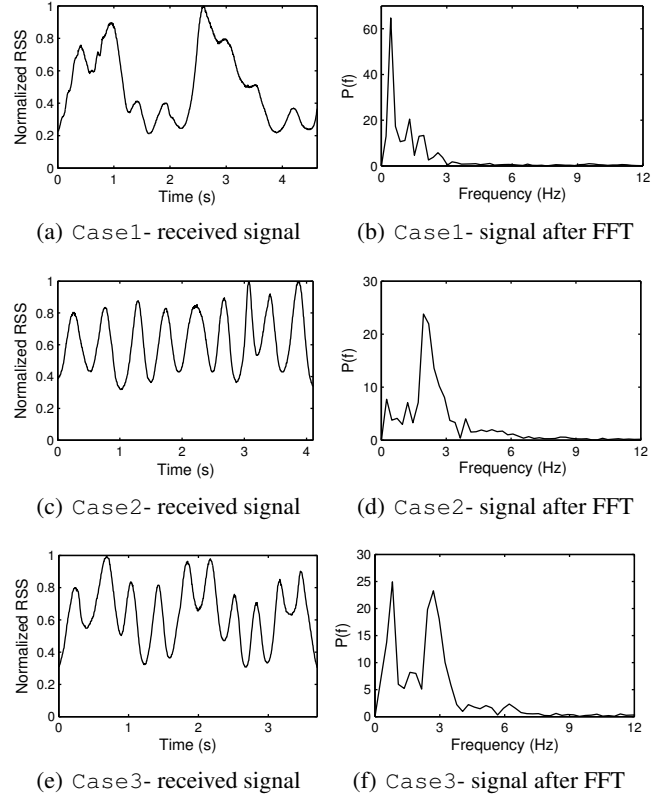 1
0.8
0.6
0.4
0.2
0
Normalized RSS
0 1 2 3 4
Time (s)
60
40
20
0
P(f)
0 3 6 9 12
Frequency (Hz)
(a) Case1- received signal
(b) Case1- signal after FFT
1
0.8
0.6
0.4
0.2
0
Normalized RSS
0 1 2 3 4
Time (s)
30
20
10
0
P(f)
0 3 6 9 12
Frequency (Hz)
(c) Case2- received signal
(d) Case2- signal after FFT
1
0.8
0.6
0.4
0.2
0
Normalized RSS
0 1 2 3
Time (s)
30
25
20
15
10
5
0
P(f)
0 3 6 9 12
Frequency (Hz)
(e) Case3- received signal
(f) Case3- signal after FFT